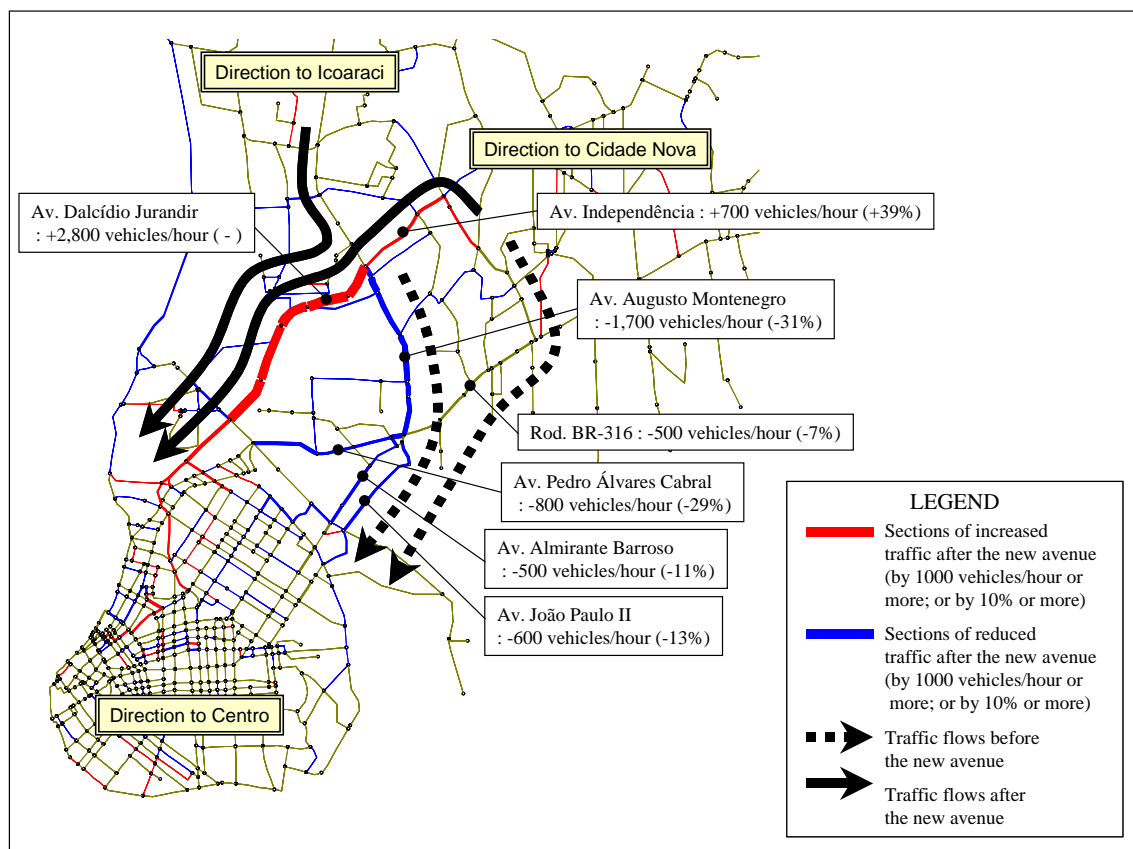 Direction to Icoaraci
Direction to Cidade Nova
Av. Dalcídio Jurandir
: +2,800 vehicles/hour ( - )
Av. Independência : +700 vehicles/hour (+39%)
Av. Augusto Montenegro
: -1,700 vehicles/hour (-31%)
Rod. BR-316 : -500 vehicles/hour (-7%)
Av. Pedro Álvares Cabral
: -800 vehicles/hour (-29%)
Av. Almirante Barroso
: -500 vehicles/hour (-11%)
Av. João Paulo II
: -600 vehicles/hour (-13%)
Direction to Centro
LEGEND
Sections of increased
traffic after the new avenue
(by 1000 vehicles/hour or
more; or by 10% or more)
Sections of reduced
traffic after the new avenue
(by 1000 vehicles/hour or
more; or by 10% or more)
Traffic flows before
the new avenue
Traffic flows after
the new avenue